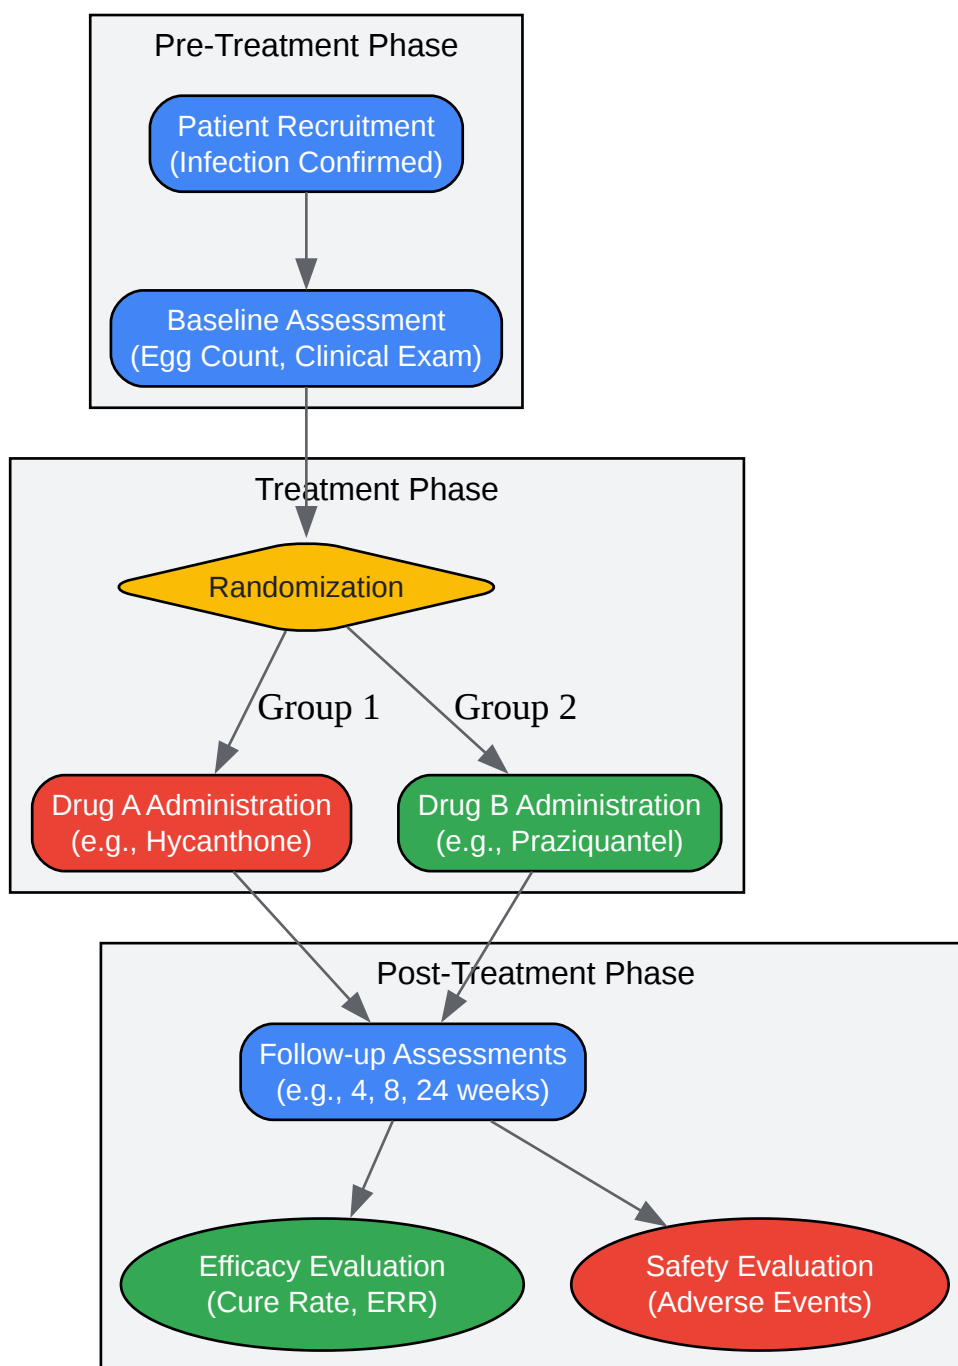 Pre-Treatment Phase
Patient Recruitment
(Infection Confirmed)
Baseline Assessment
(Egg Count, Clinical Exam)
Treatment Phase
Randomization
Group 1
Group 2
Drug A Administration
(e.g., Hycanthone)
Drug B Administration
(e.g., Praziquantel)
Post-Treatment Phase
Follow-up Assessments
(e.g., 4, 8, 24 weeks)
Efficacy Evaluation
(Cure Rate, ERR)
Safety Evaluation
(Adverse Events)